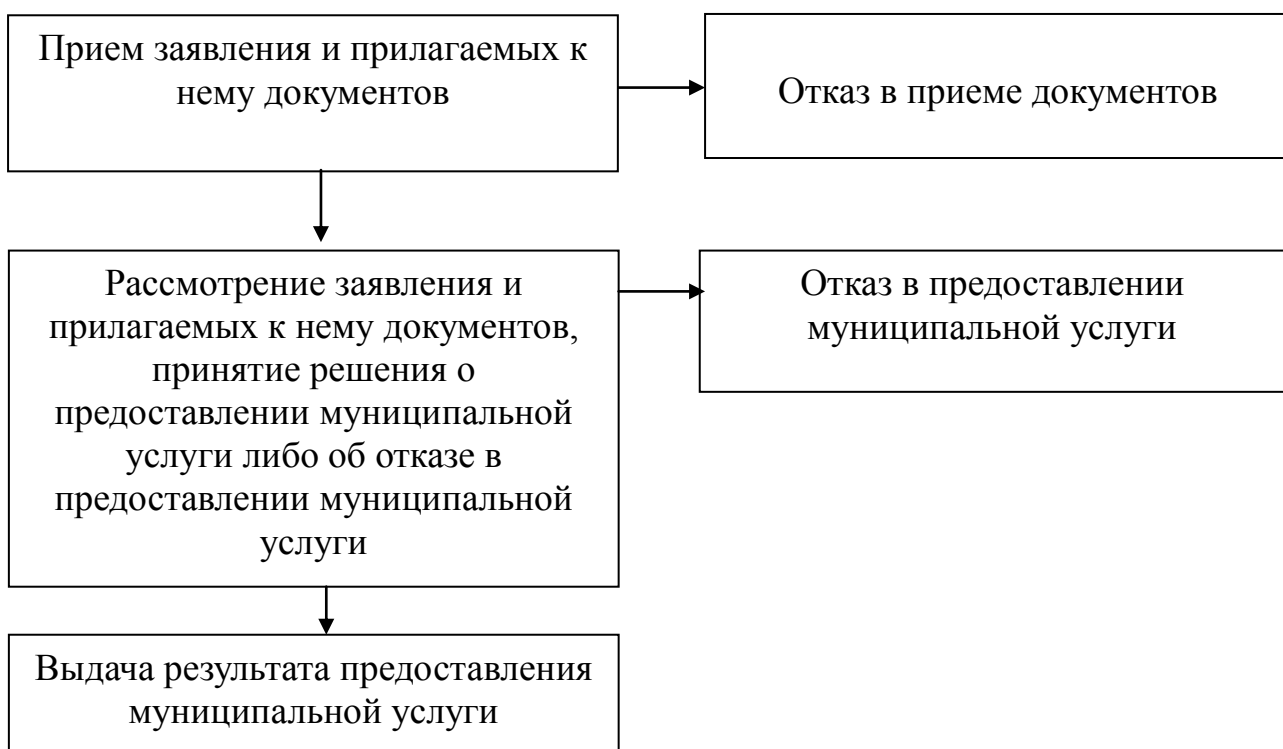 Прием заявления и прилагаемых к
нему документов
Отказ в приеме документов
Рассмотрение заявления и
прилагаемых к нему документов,
принятие решения о
предоставлении муниципальной
услуги либо об отказе в
предоставлении муниципальной
услуги
Отказ в предоставлении
муниципальной услуги
Выдача результата предоставления
муниципальной услуги